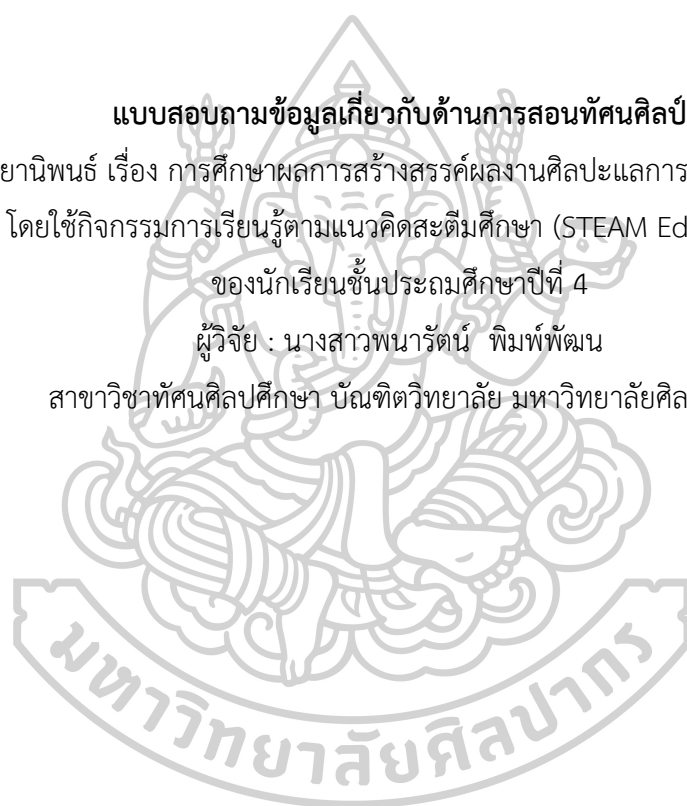 แบบสอบถามข้อมูลเกี่ยวกับด้านการสอนทัศนศิลป์
ยานิพนธ์ เรื่อง การศึกษาผลการสร้างสรรค์ผลงานศิลปะแลการ
โดยใช้กิจกรรมการเรียนรู้ตามแนวคิดสะตีมศึกษา (STEAM Ed
ของนักเรียนชั้นประถมศึกษาปีที่ 4
ผู้วิจัย : นางสาวพนารัตน์ พิมพ์พัฒน
สาขาวิชาทัศนศิลปศึกษา บัณฑิตวิทยาลัย มหาวิทยาลัยศิล
มหาวิทยาลัยศิลปากร